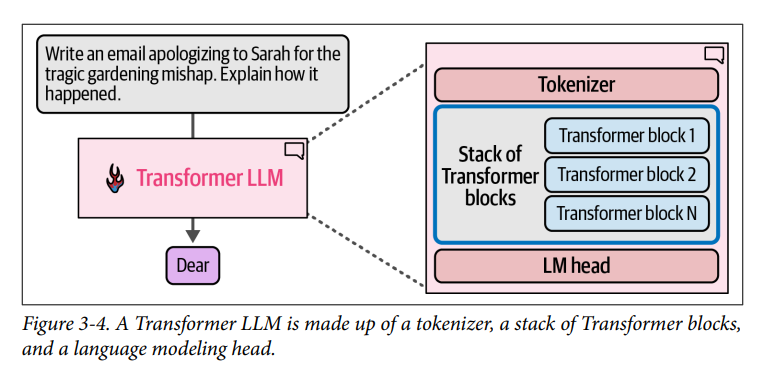 Write an email apologizing to Sarah for the
tragic gardening mishap. Explain how it
happened.
Transformer LLM
Dear
Tokenizer
Stack of
Transformer
blocks
Transformer block 1
Transformer block 2
Transformer block N
LM head
Figure 3-4. A Transformer LLM is made up of a tokenizer, a stack of Transformer blocks,
and a language modeling head.